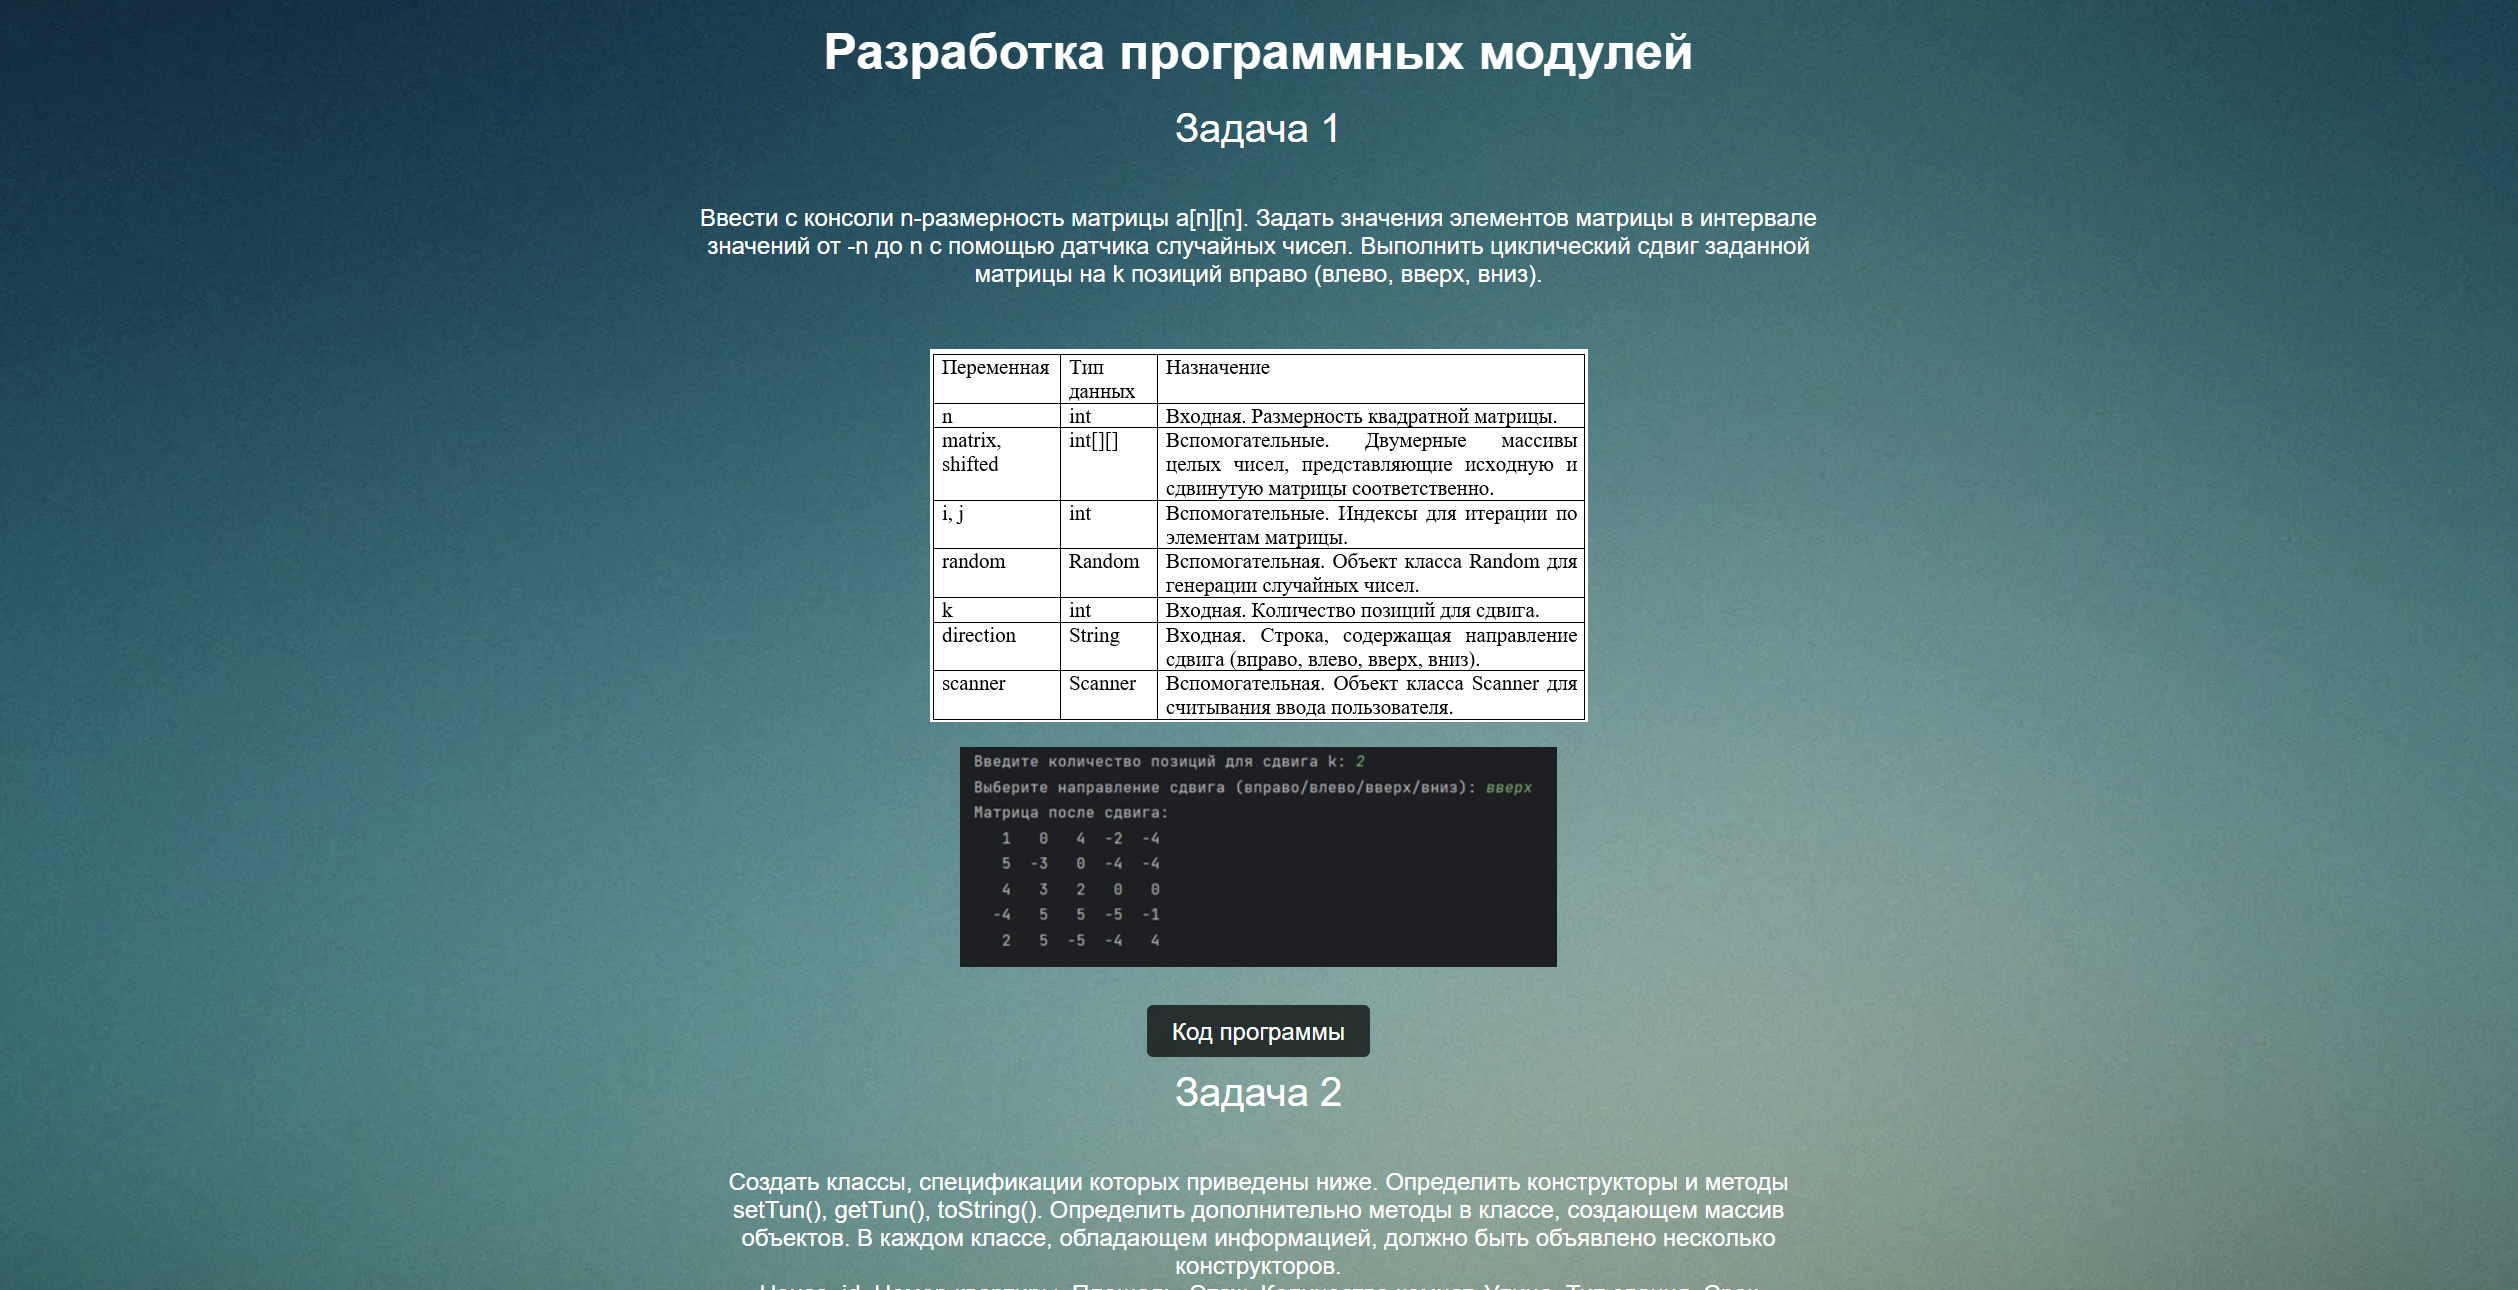 Разработка программных модулей
Задача 1
Ввести с консоли n-размерность матрицы a[n][n]. Задать значения элементов матрицы в интервале
значений от -n до n с помощью датчика случайных чисел. Выполнить циклический сдвиг заданной
матрицы на k позиций вправо (влево, вверх, вниз).
Переменная Тип данных Назначение
n int Входная. Размерность квадратной матрицы.
matrix, shifted int[][] Вспомогательные. Двумерные массивы
целых чисел, представляющие исходную и
сдвинутую матрицы соответственно.
i, j int Вспомогательные. Индексы для итерации по
элементам матрицы.
random Random Вспомогательная. Объект класса Random для
генерации случайных чисел.
k int Входная. Количество позиций для сдвига.
direction String Входная. Строка, содержащая направление
сдвига (вправо, влево, вверх, вниз).
scanner Scanner Вспомогательная. Объект класса Scanner для
считывания ввода пользователя.
Введите количество позиций для сдвига k: 2
Выберите направление сдвига (вправо/влево/вверх/вниз): вверх
Матрица после сдвига:
1 0 4 -2 -4
5 -3 0 -4 -4
4 3 2 0 0
-4 5 5 -5 -1
2 5 -5 -4 4
Код программы
Задача 2
Создать классы, спецификации которых приведены ниже. Определить конструкторы и методы
setТип(), getТип(), toString(). Определить дополнительно методы в классе, создающем массив
объектов. В каждом классе, обладающем информацией, должно быть объявлено несколько
конструкторов.